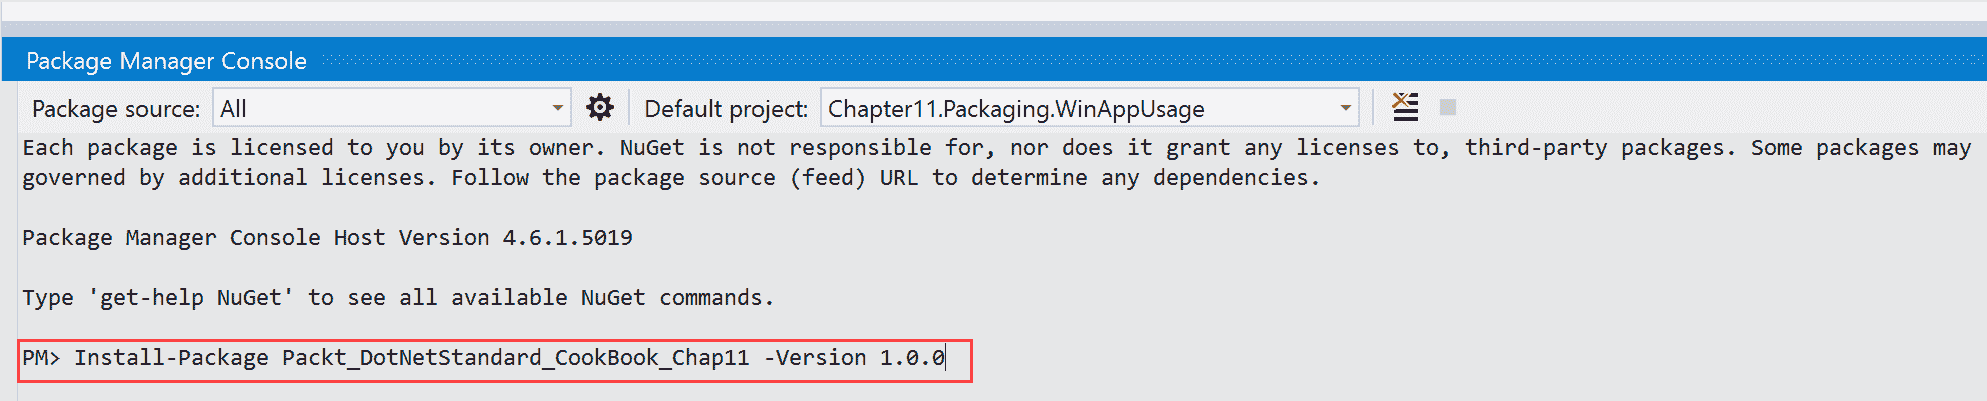 Package Manager Console
Package source: All Default project: Chapter11.Packaging.WinAppUsage
Each package is licensed to you by its owner. NuGet is not responsible for, nor does it grant any licenses to, third-party packages. Some packages may
governed by additional licenses. Follow the package source (feed) URL to determine any dependencies.
Package Manager Console Host Version 4.6.1.5019
Type 'get-help NuGet' to see all available NuGet commands.
PM> Install-Package Packt_DotNetStandard_CookBook_Chap11 -Version 1.0.0